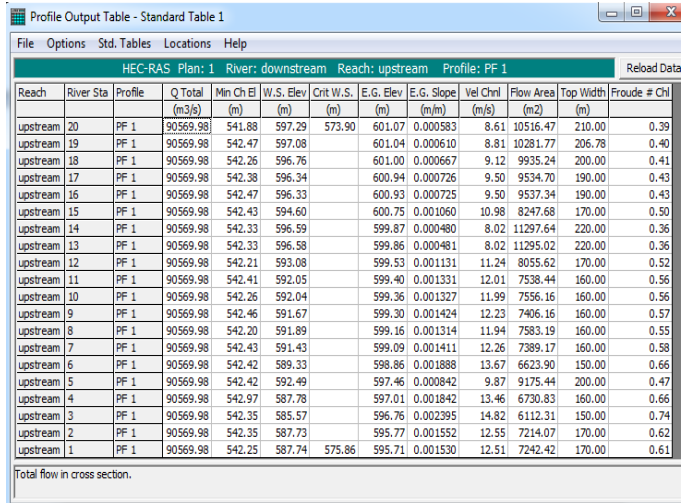 Profile Output Table - Standard Table 1
File Options Std. Tables Locations Help
HEC-RAS Plan: 1 River: downstream Reach: upstream Profile: PF 1 Reload Data
Reach River Sta Profile Q Total Min Ch El W.S. Elev Crit W.S. E.G. Elev E.G. Slope Vel Chnl Flow Area Top Width Froude # Chl
(m3/s) (m) (m) (m) (m) (m/m) (m/s) (m2) (m)
upstream 20 PF 1 90569.98 541.88 597.29 573.90 601.07 0.000583 8.61 10516.47 210.00 0.39
upstream 19 PF 1 90569.98 542.47 597.08 601.04 0.000610 8.81 10281.77 206.78 0.40
upstream 18 PF 1 90569.98 542.26 596.76 601.00 0.000667 9.12 9935.24 200.00 0.41
upstream 17 PF 1 90569.98 542.38 596.34 600.94 0.000726 9.50 9534.70 190.00 0.43
upstream 16 PF 1 90569.98 542.47 596.33 600.93 0.000725 9.50 9537.34 190.00 0.43
upstream 15 PF 1 90569.98 542.43 594.60 600.75 0.001060 10.98 8247.68 170.00 0.50
upstream 14 PF 1 90569.98 542.33 596.59 599.87 0.000480 8.02 11297.64 220.00 0.36
upstream 13 PF 1 90569.98 542.33 596.58 599.86 0.000481 8.02 11295.02 220.00 0.36
upstream 12 PF 1 90569.98 542.21 593.08 599.53 0.001131 11.24 8055.62 170.00 0.52
upstream 11 PF 1 90569.98 542.41 592.05 599.40 0.001331 12.01 7538.44 160.00 0.56
upstream 10 PF 1 90569.98 542.26 592.04 599.36 0.001327 11.99 7556.16 160.00 0.56
upstream 9 PF 1 90569.98 542.46 591.67 599.30 0.001424 12.23 7406.16 160.00 0.57
upstream 8 PF 1 90569.98 542.20 591.89 599.16 0.001314 11.94 7583.19 160.00 0.55
upstream 7 PF 1 90569.98 542.43 591.43 599.09 0.001411 12.26 7389.17 160.00 0.58
upstream 6 PF 1 90569.98 542.42 589.33 598.86 0.001888 13.67 6623.90 150.00 0.66
upstream 5 PF 1 90569.98 542.42 592.49 597.46 0.000842 9.87 9175.44 200.00 0.47
upstream 4 PF 1 90569.98 542.97 587.78 597.01 0.001842 13.46 6730.83 160.00 0.66
upstream 3 PF 1 90569.98 542.35 585.57 596.76 0.002395 14.82 6112.31 150.00 0.74
upstream 2 PF 1 90569.98 542.35 587.73 595.77 0.001552 12.55 7214.07 170.00 0.62
upstream 1 PF 1 90569.98 542.25 587.74 575.86 595.71 0.001530 12.51 7242.42 170.00 0.61
Total flow in cross section.